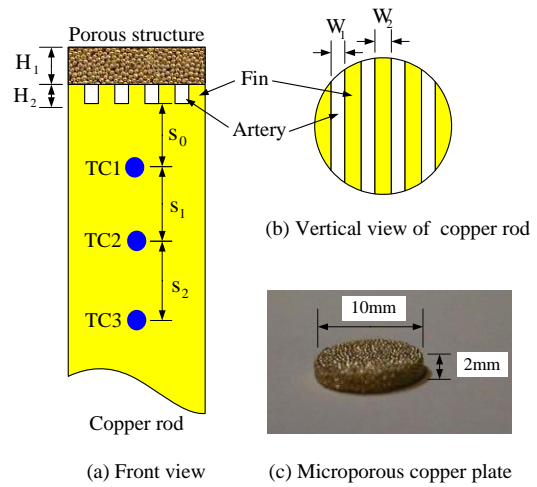 Porous structure
H1
H2
Fin
Artery
S0
TC1
S1
TC2
S2
TC3
Copper rod
(a) Front view
W1
W2
(b) Vertical view of copper rod
10mm
2mm
(c) Microporous copper plate